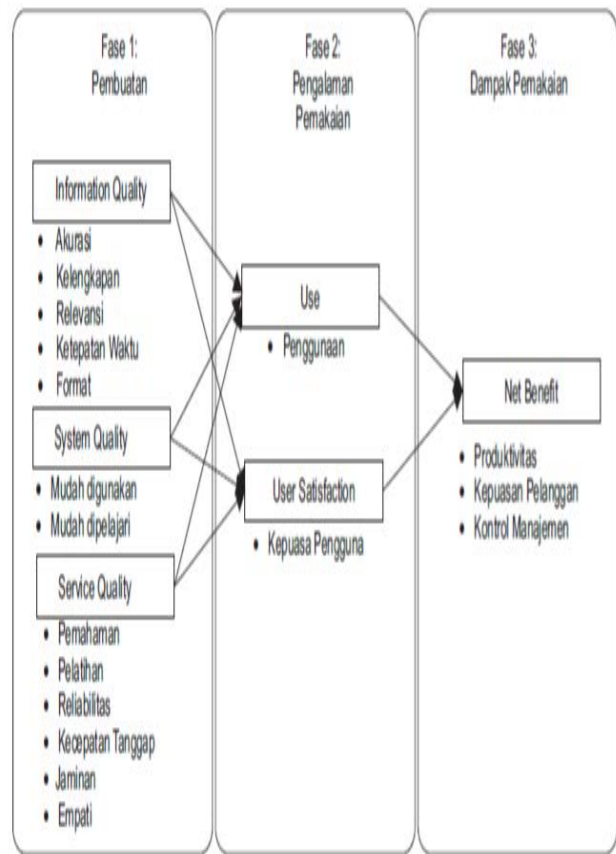 Fase 1:
Pembuatan
Information Quality
• Akurasi
• Kelengkapan
• Relevansi
• Ketepatan Waktu
• Format
System Quality
• Mudah digunakan
• Mudah dipelajari
Service Quality
• Pemahaman
• Pelatihan
• Reliabilitas
• Kecepatan Tanggap
• Jaminan
• Empati
Fase 2:
Pengalaman
Pemakaian
Use
• Penggunaan
User Satisfaction
• Kepuasa Pengguna
Fase 3:
Dampak Pemakaian
Net Benefit
• Produktivitas
• Kepuasan Pelanggan
• Kontrol Manajemen